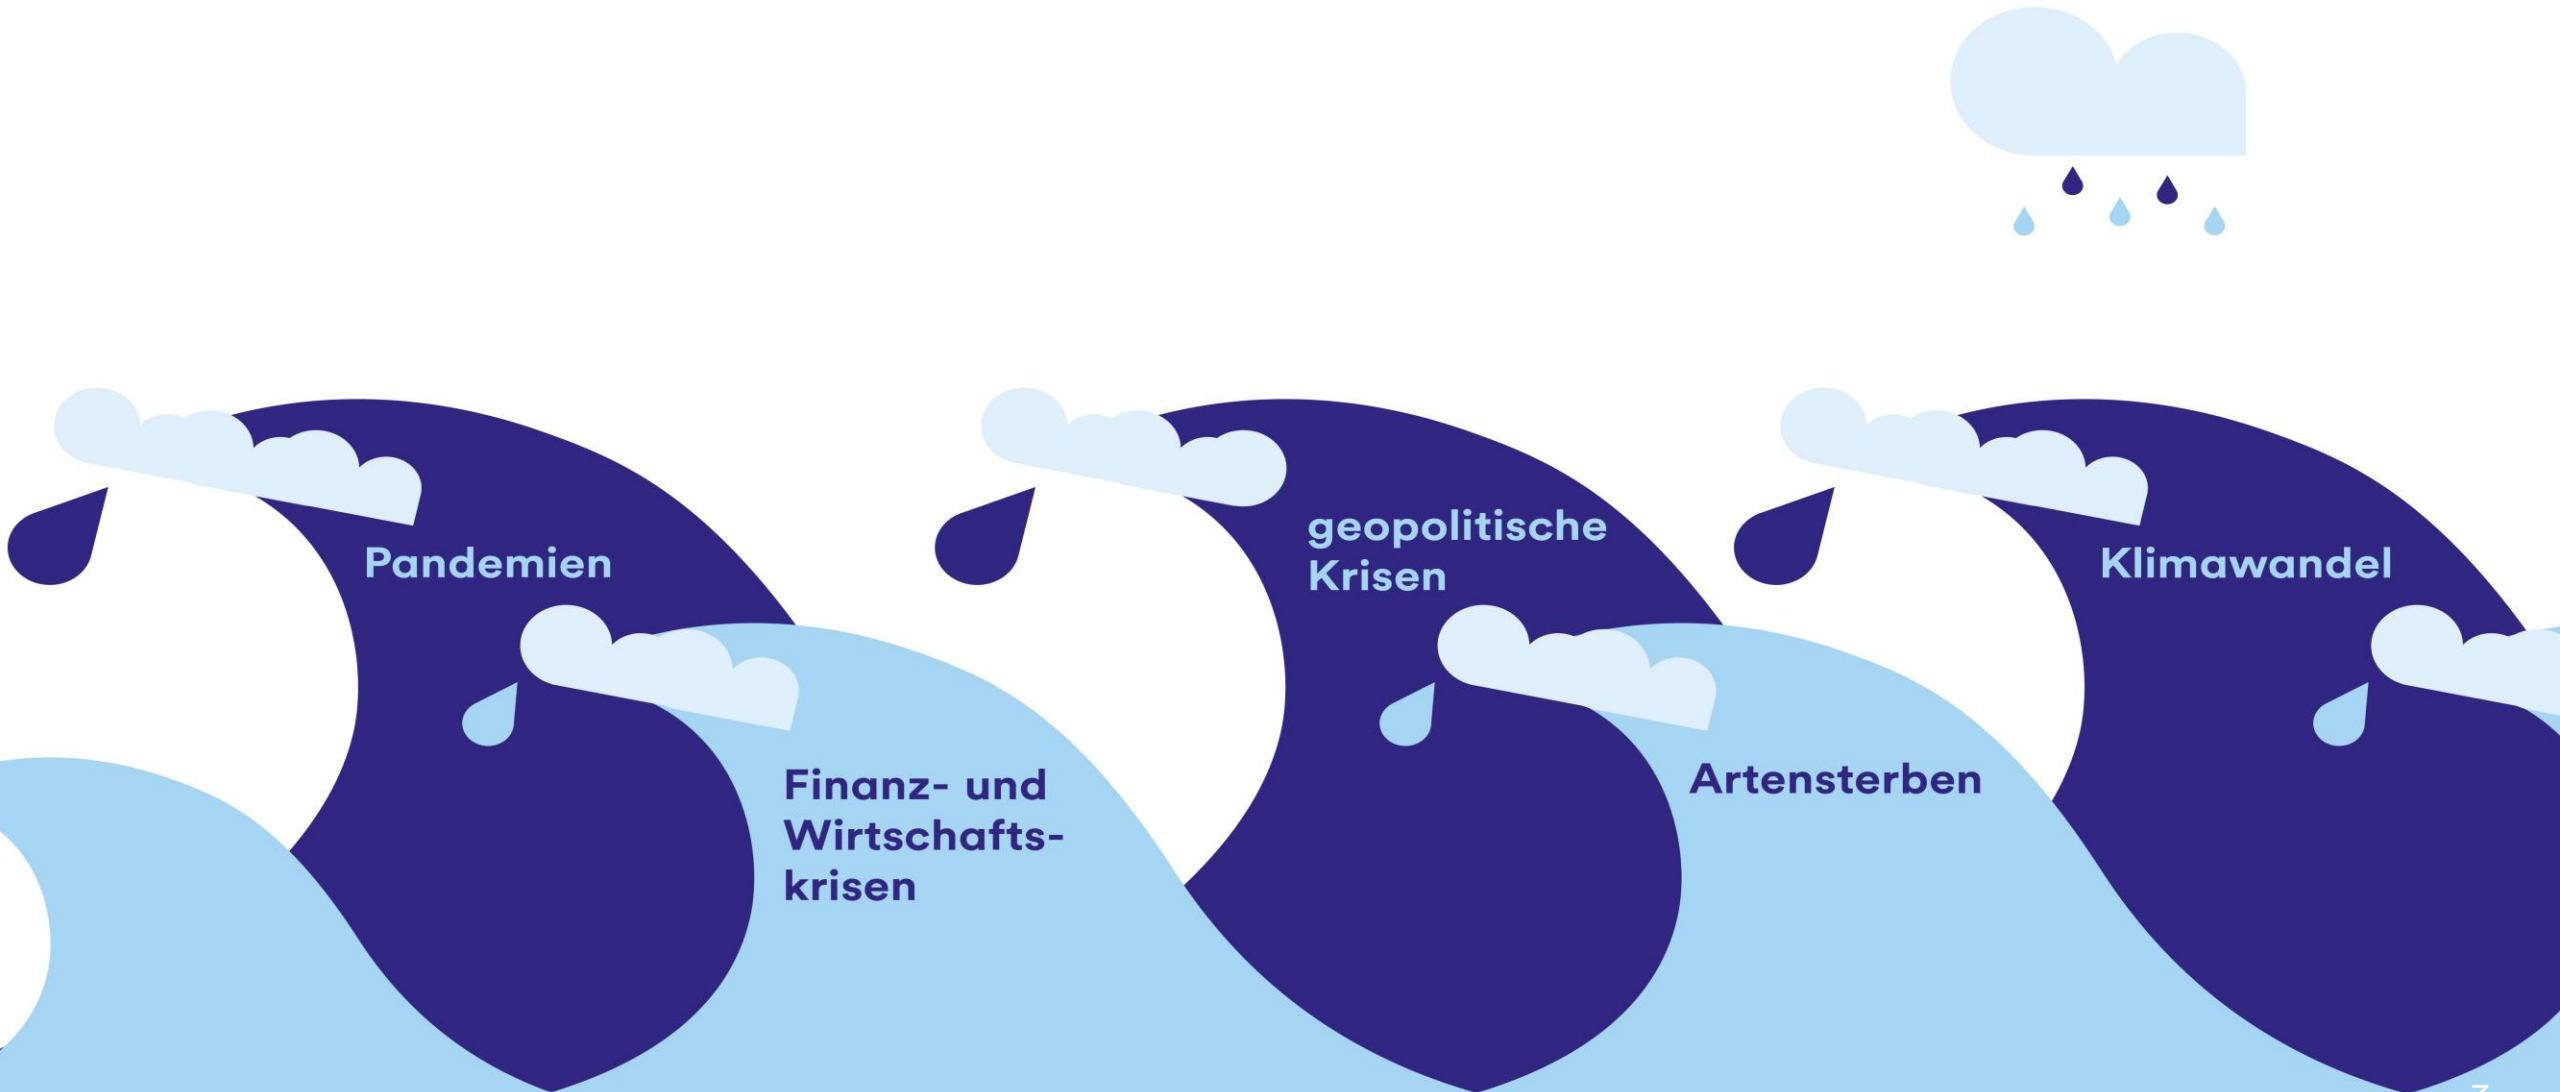 Pandemien
geopolitische
Krisen
Klimawandel
Finanz- und
Wirtschafts-
krisen
Artensterben